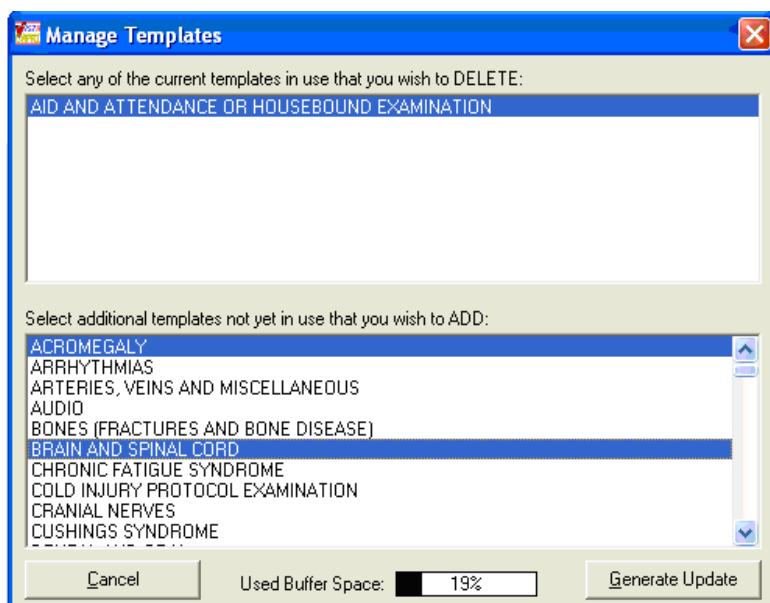 Manage Templates
Select any of the current templates in use that you wish to DELETE:
AID AND ATTENDANCE OR HOUSEBOUND EXAMINATION
Select additional templates not yet in use that you wish to ADD:
ACROMEGALY
ARRHYTHMIAS
ARTERIES, VEINS AND MISCELLANEOUS
AUDIO
BONES (FRACTURES AND BONE DISEASE)
BRAIN AND SPINAL CORD
CHRONIC FATIGUE SYNDROME
COLD INJURY PROTOCOL EXAMINATION
CRANIAL NERVES
CUSHINGS SYNDROME
Cancel Used Buffer Space: 19% Generate Update